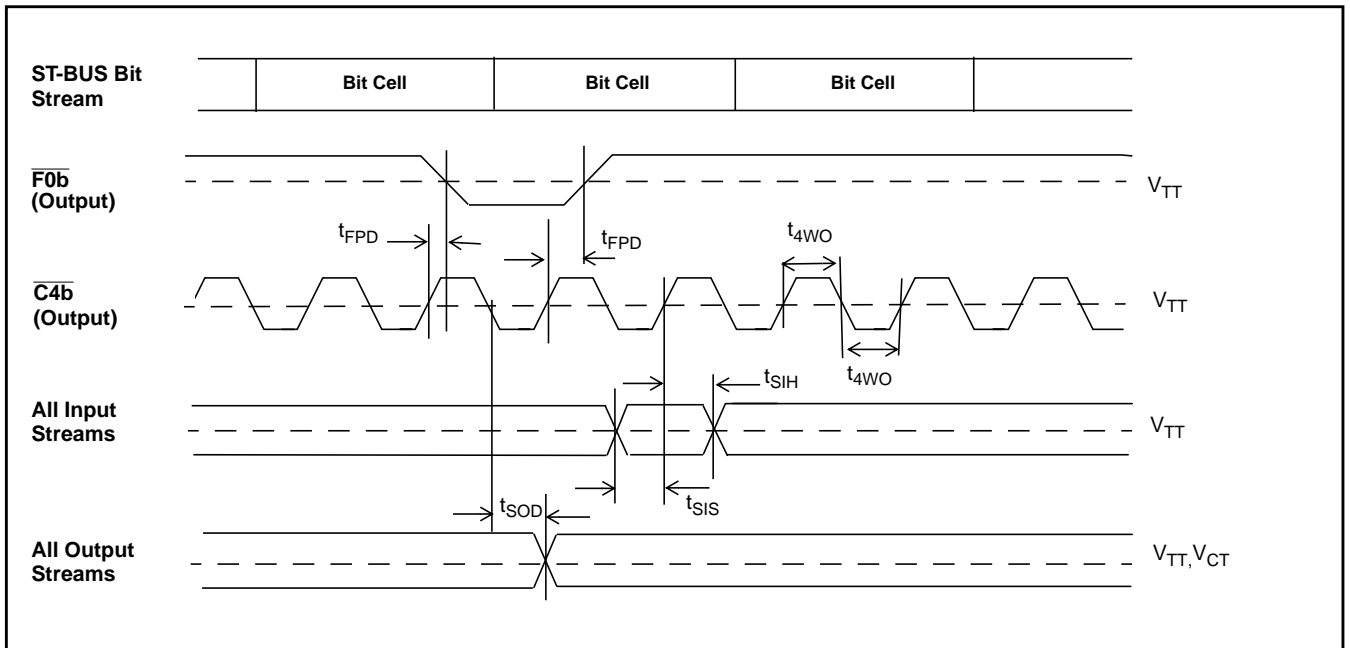 ST-BUS Bit
Stream
Bit Cell
Bit Cell
Bit Cell
F0b
(Output)
VTT
tFPD
tFPD
t4WO
C4b
(Output)
VTT
t4WO
tSIH
All Input
Streams
VTT
tSOD
tSIS
All Output
Streams
VTT,VCT